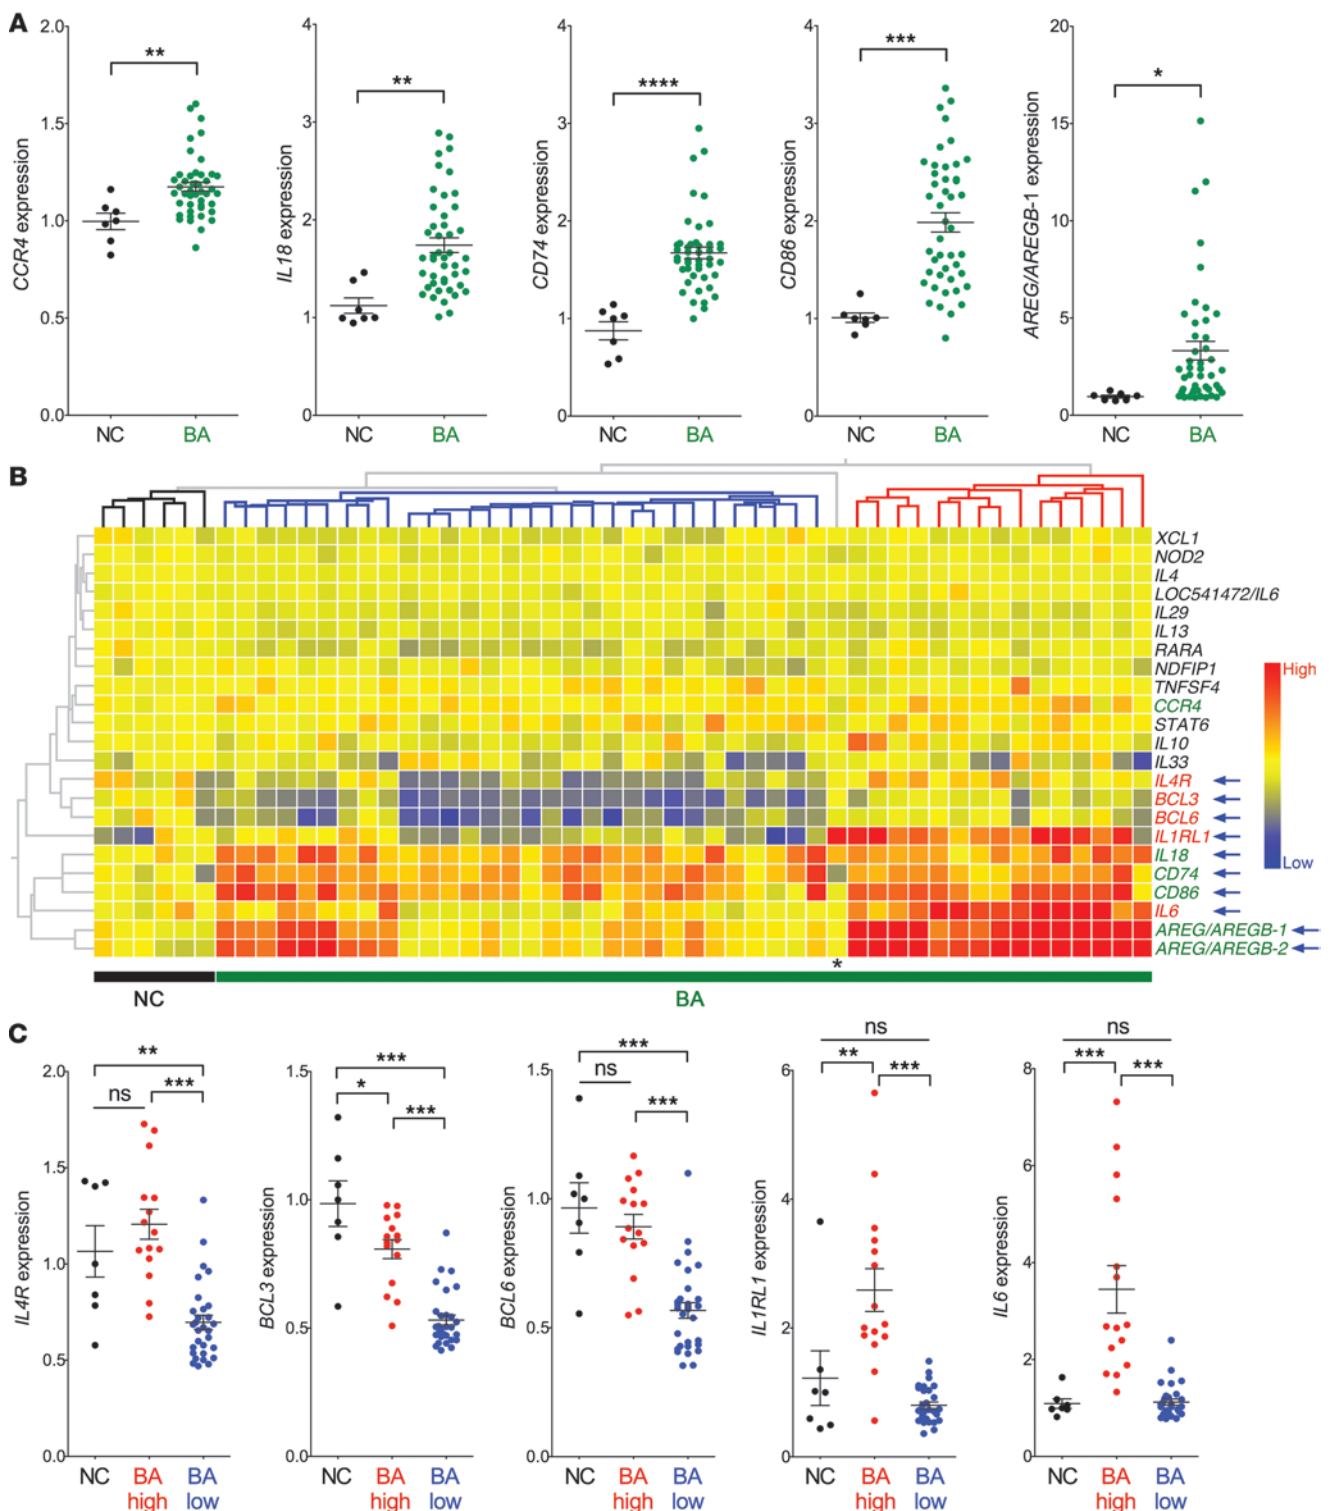 A
CCR4 expression
2.0
1.5
1.0
0.5
0.0
**
NC BA
IL18 expression
4
3
2
1
0
**
NC BA
CD74 expression
4
3
2
1
0
****
NC BA
CD86 expression
4
3
2
1
0
***
NC BA
AREG/AREGB-1 expression
20
15
10
5
0
*
NC BA
B
XCL1
NOD2
IL4
LOC541472/IL6
IL29
IL13
RARA
NDFIP1
TNFSF4
CCR4
STAT6
IL10
IL33
IL4R
BCL3
BCL6
IL1RL1
IL18
CD74
CD86
IL6
AREG/AREGB-1
AREG/AREGB-2
High
Low
*
NC BA
C
IL4R expression
2.0
1.5
1.0
0.5
0.0
**
ns ***
NC BA high BA low
BCL3 expression
1.5
1.0
0.5
0.0
***
* ***
NC BA high BA low
BCL6 expression
1.5
1.0
0.5
0.0
***
ns ***
NC BA high BA low
IL1RL1 expression
6
4
2
0
ns
** ***
NC BA high BA low
IL6 expression
8
6
4
2
0
ns
*** ***
NC BA high BA low